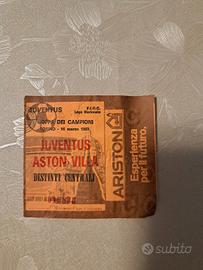 JUVENTUS
F.I.G.C.
Lega Nazionale
COPPA DEI CAMPIONI
TORINO - 16 marzo 1983
JUVENTUS
ASTON VILLA
DISTINTI CENTRALI
ARISTON
Esperienza
per il futuro.
subito